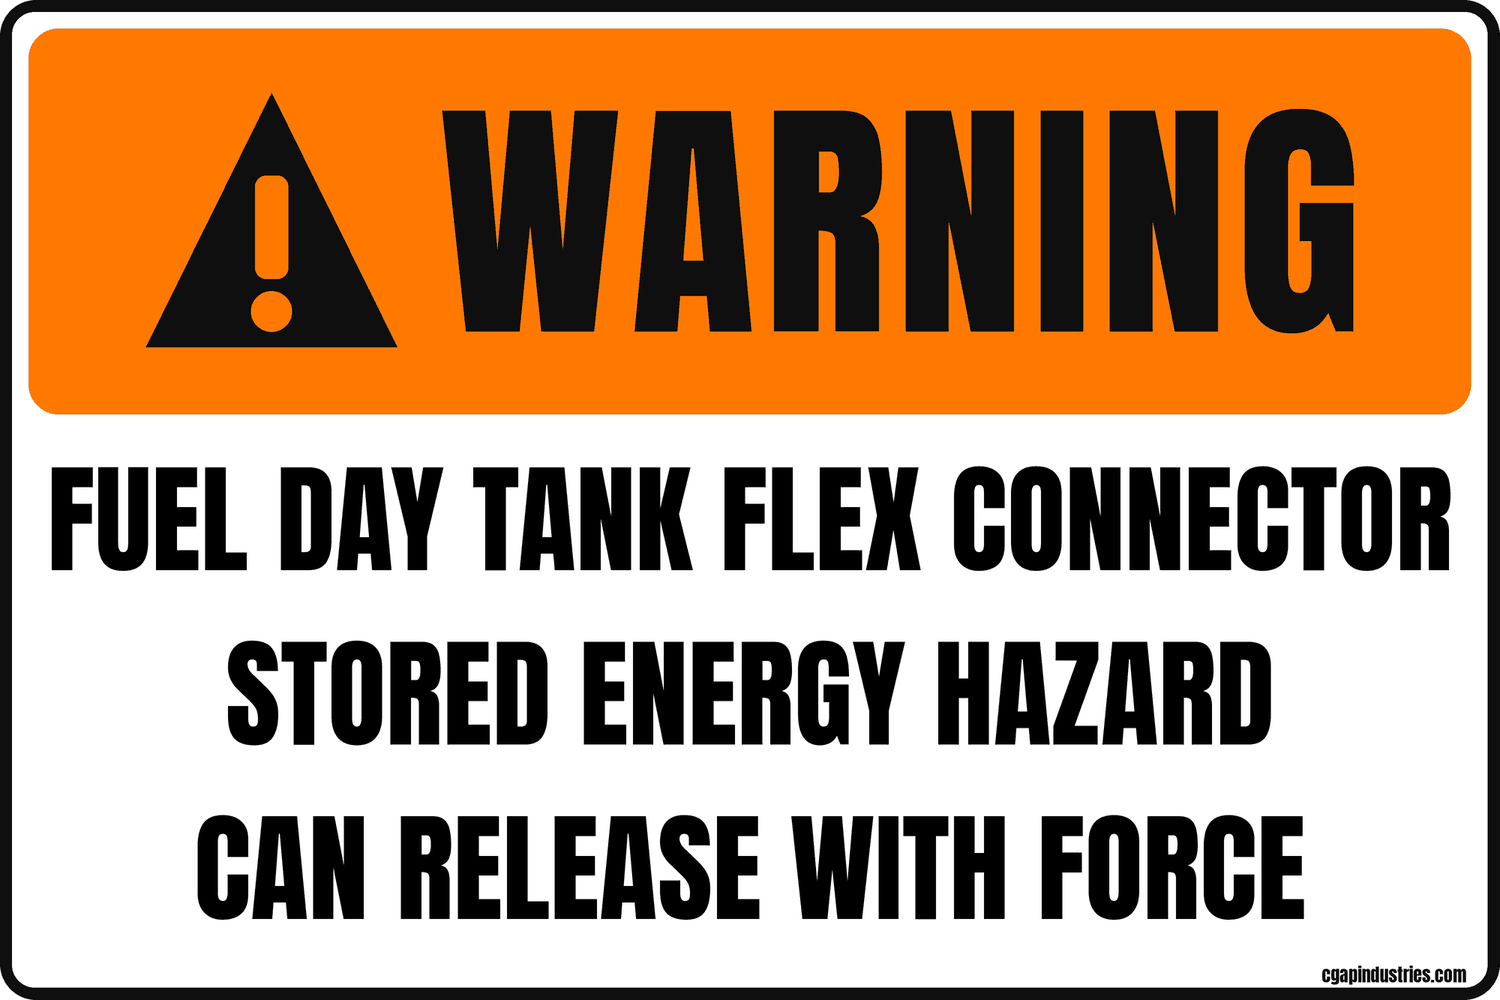 WARNING
FUEL DAY TANK FLEX CONNECTOR
STORED ENERGY HAZARD
CAN RELEASE WITH FORCE
cgapindustries.com